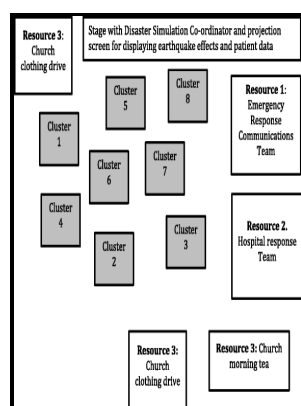 Resource 3:
Church
clothing drive
Stage with Disaster Simulation Co-ordinator and projection
screen for displaying earthquake effects and patient data
Cluster
5
Cluster
8
Resource 1:
Emergency
Response
Communications
Team
Cluster
1
Cluster
6
Cluster
7
Cluster
4
Cluster
2
Cluster
3
Resource 2.
Hospital response
Team
Resource 3:
Church
clothing drive
Resource 3: Church
morning tea